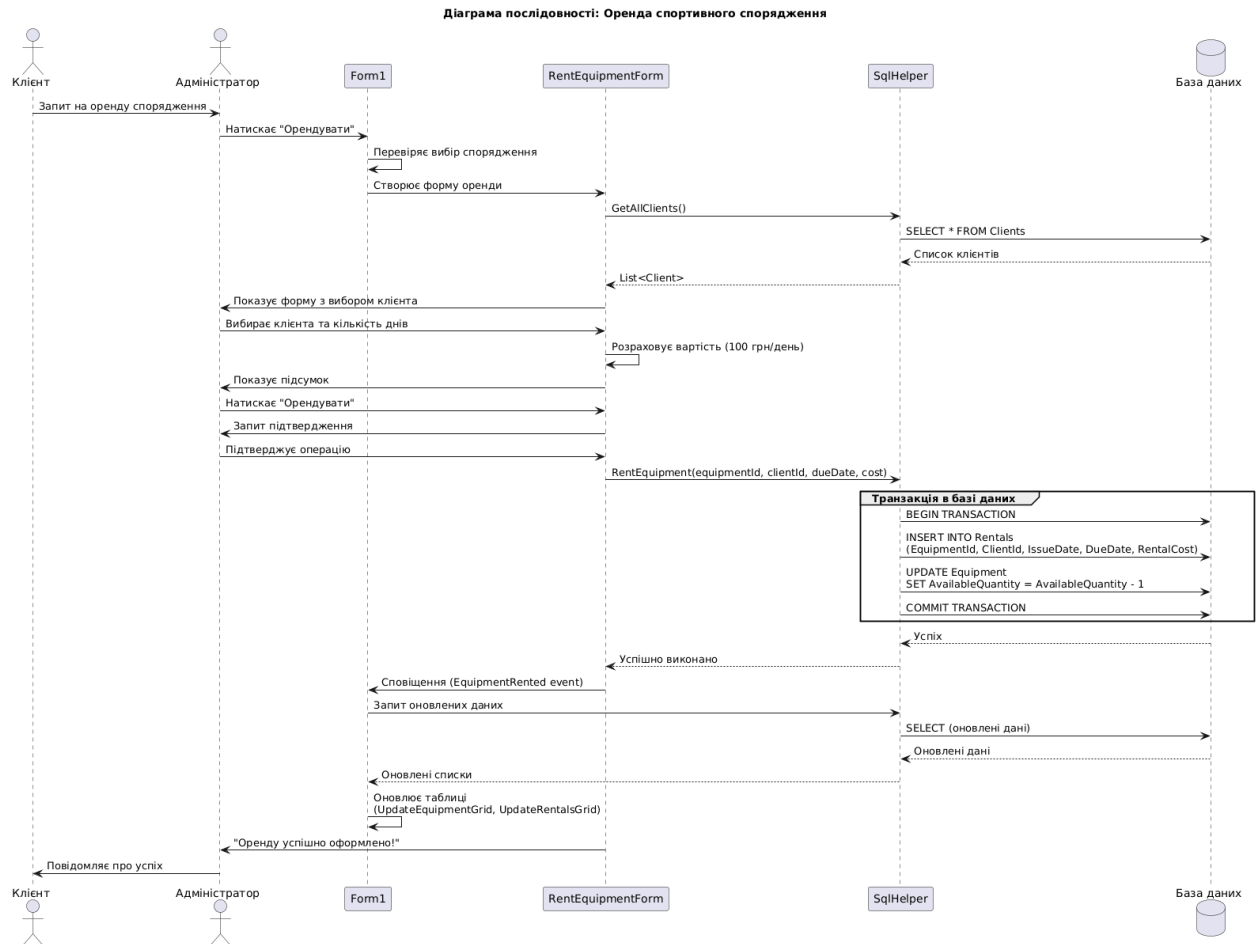 Діаграма послідовності: Оренда спортивного спорядження
Клієнт
Адміністратор
Form1
RentEquipmentForm
SqlHelper
База даних
Запит на оренду спорядження
Натискає "Орендувати"
Перевіряє вибір спорядження
Створює форму оренди
GetAllClients()
SELECT * FROM Clients
Список клієнтів
List<Client>
Показує форму з вибором клієнта
Вибирає клієнта та кількість днів
Розраховує вартість (100 грн/день)
Показує підсумок
Натискає "Орендувати"
Запит підтвердження
Підтверджує операцію
RentEquipment(equipmentId, clientId, dueDate, cost)
Транзакція в базі даних
BEGIN TRANSACTION
INSERT INTO Rentals
(EquipmentId, ClientId, IssueDate, DueDate, RentalCost)
UPDATE Equipment
SET AvailableQuantity = AvailableQuantity - 1
COMMIT TRANSACTION
Успіх
Успішно виконано
Сповіщення (EquipmentRented event)
Запит оновлених даних
SELECT (оновлені дані)
Оновлені дані
Оновлені списки
Оновлює таблиці
(UpdateEquipmentGrid, UpdateRentalsGrid)
"Оренду успішно оформлено!"
Повідомляє про успіх
Клієнт
Адміністратор
Form1
RentEquipmentForm
SqlHelper
База даних